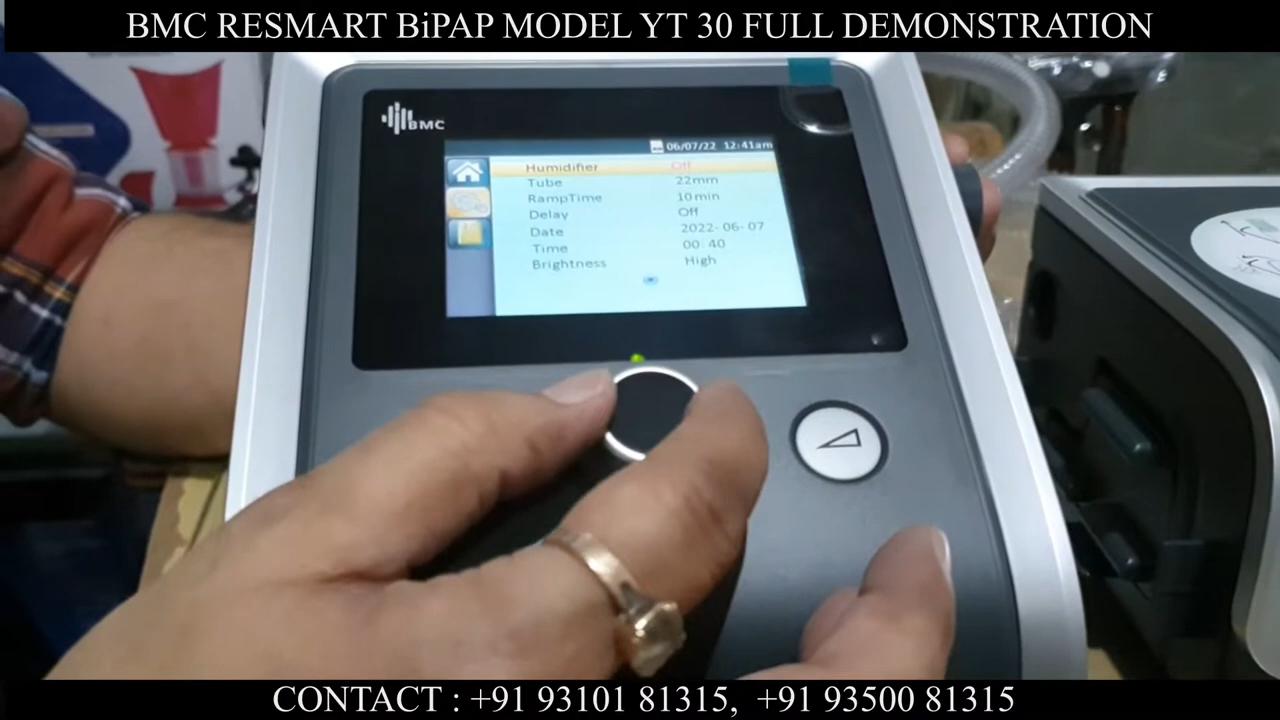 BMC RESMART BiPAP MODEL YT 30 FULL DEMONSTRATION
BMC
06/07/22 12:41am
Humidifier Off
Tube 22mm
RampTime 10min
Delay Off
Date 2022-06-07
Time 00:40
Brightness High
CONTACT : +91 93101 81315, +91 93500 81315